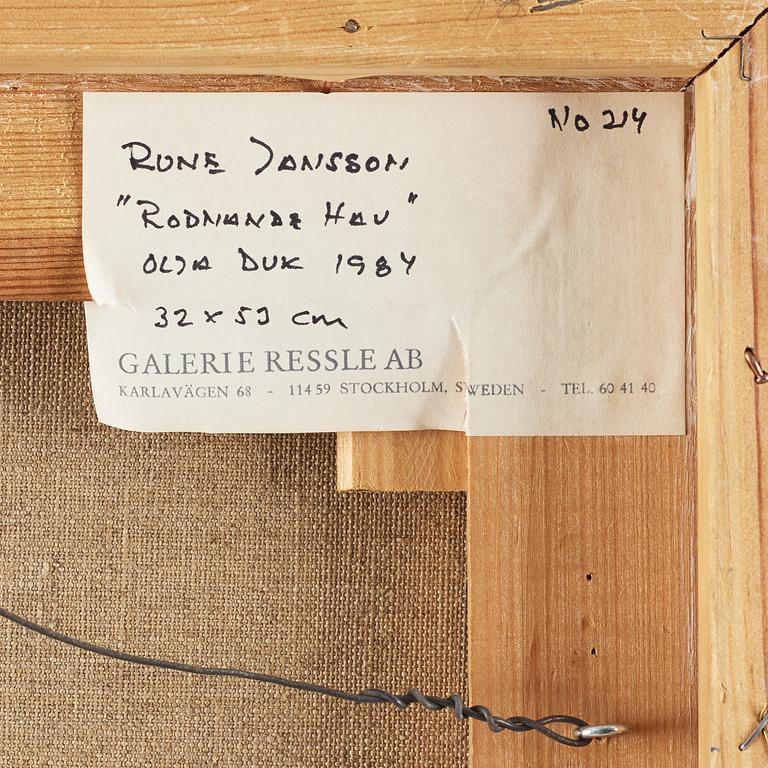 No 214
RUNE JANSSON
"RODNANDE HAV"
OLJA DUK 1984
32 x 53 cm
GALERIE RESSLE AB
KARLAVÄGEN 68 - 114 59 STOCKHOLM, SWEDEN - TEL. 60 41 40